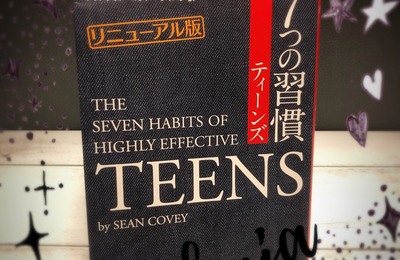 リニューアル版
7つの習慣
ティーンズ
THE
SEVEN HABITS OF
HIGHLY EFFECTIVE
TEENS
by SEAN COVEY